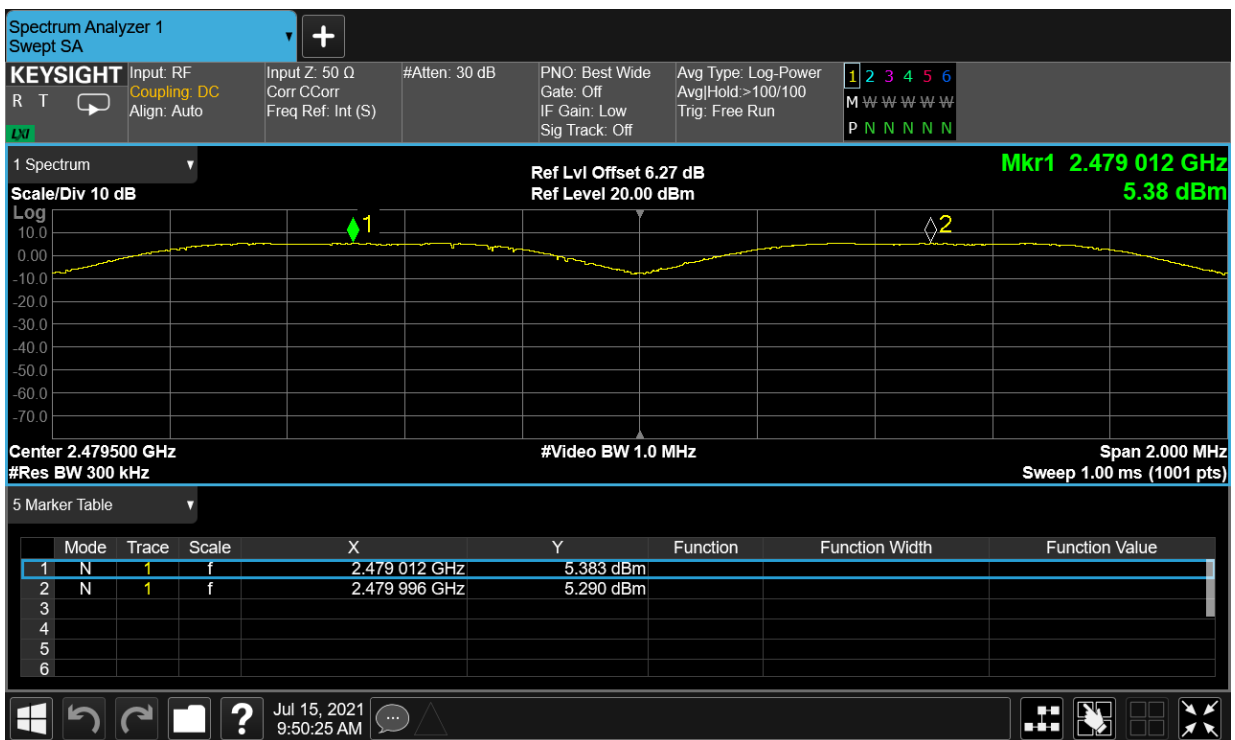 Spectrum Analyzer 1
Swept SA
KEYSIGHT
R T
LXI
Input: RF
Coupling: DC
Align: Auto
Input Z: 50 Ω
Corr CCorr
Freq Ref: Int (S)
#Atten: 30 dB
PNO: Best Wide
Gate: Off
IF Gain: Low
Sig Track: Off
Avg Type: Log-Power
Avg|Hold:>100/100
Trig: Free Run
1 2 3 4 5 6
M W W W W W
P N N N N N
1 Spectrum
Scale/Div 10 dB
Ref Lvl Offset 6.27 dB
Ref Level 20.00 dBm
Mkr1 2.479 012 GHz
5.38 dBm
Log
1
2
10.0
0.00
-10.0
-20.0
-30.0
-40.0
-50.0
-60.0
-70.0
Center 2.479500 GHz #Video BW 1.0 MHz Span 2.000 MHz
#Res BW 300 kHz Sweep 1.00 ms (1001 pts)
5 Marker Table
Mode Trace Scale X Y Function Function Width Function Value
1 N 1 f 2.479 012 GHz 5.383 dBm
2 N 1 f 2.479 996 GHz 5.290 dBm
3
4
5
6
?
Jul 15, 2021
9:50:25 AM